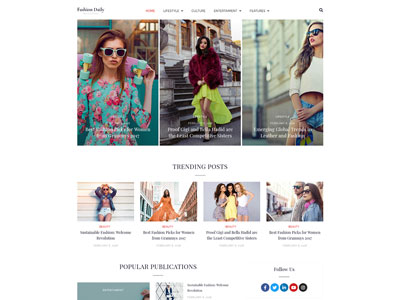 Fashion Daily
HOME LIFESTYLE CULTURE ENTERTAINMENT FEATURES
LIFESTYLE
Best Fashion Picks for Women
from Grammys 2017
Proof Gigi and Bella Hadid are
the Least Competitive Sisters
Emerging Global Trends in
Leather and Fashion
TRENDING POSTS
BEAUTY
Sustainable Fashion: Welcome
Revolution
BEAUTY
Best Fashion Picks for Women
from Grammys 2017
BEAUTY
Proof Gigi and Bella Hadid are
the Least Competitive Sisters
BEAUTY
Best Fashion Picks for Women
from Grammys 2017
POPULAR PUBLICATIONS
Follow Us
Sustainable Fashion: Welcome
Revolution